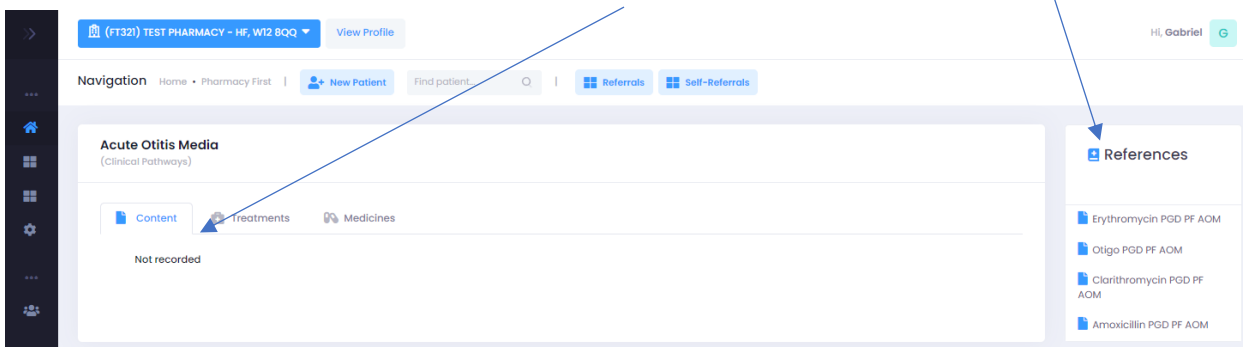 (FT321) TEST PHARMACY - HF, W12 8QQ
View Profile
Hi, Gabriel
G
Navigation Home • Pharmacy First | New Patient Find patient... | Referrals Self-Referrals
Acute Otitis Media
(Clinical Pathways)
Content Treatments Medicines
Not recorded
References
Erythromycin PGD PF AOM
Otigo PGD PF AOM
Clarithromycin PGD PF
AOM
Amoxicillin PGD PF AOM